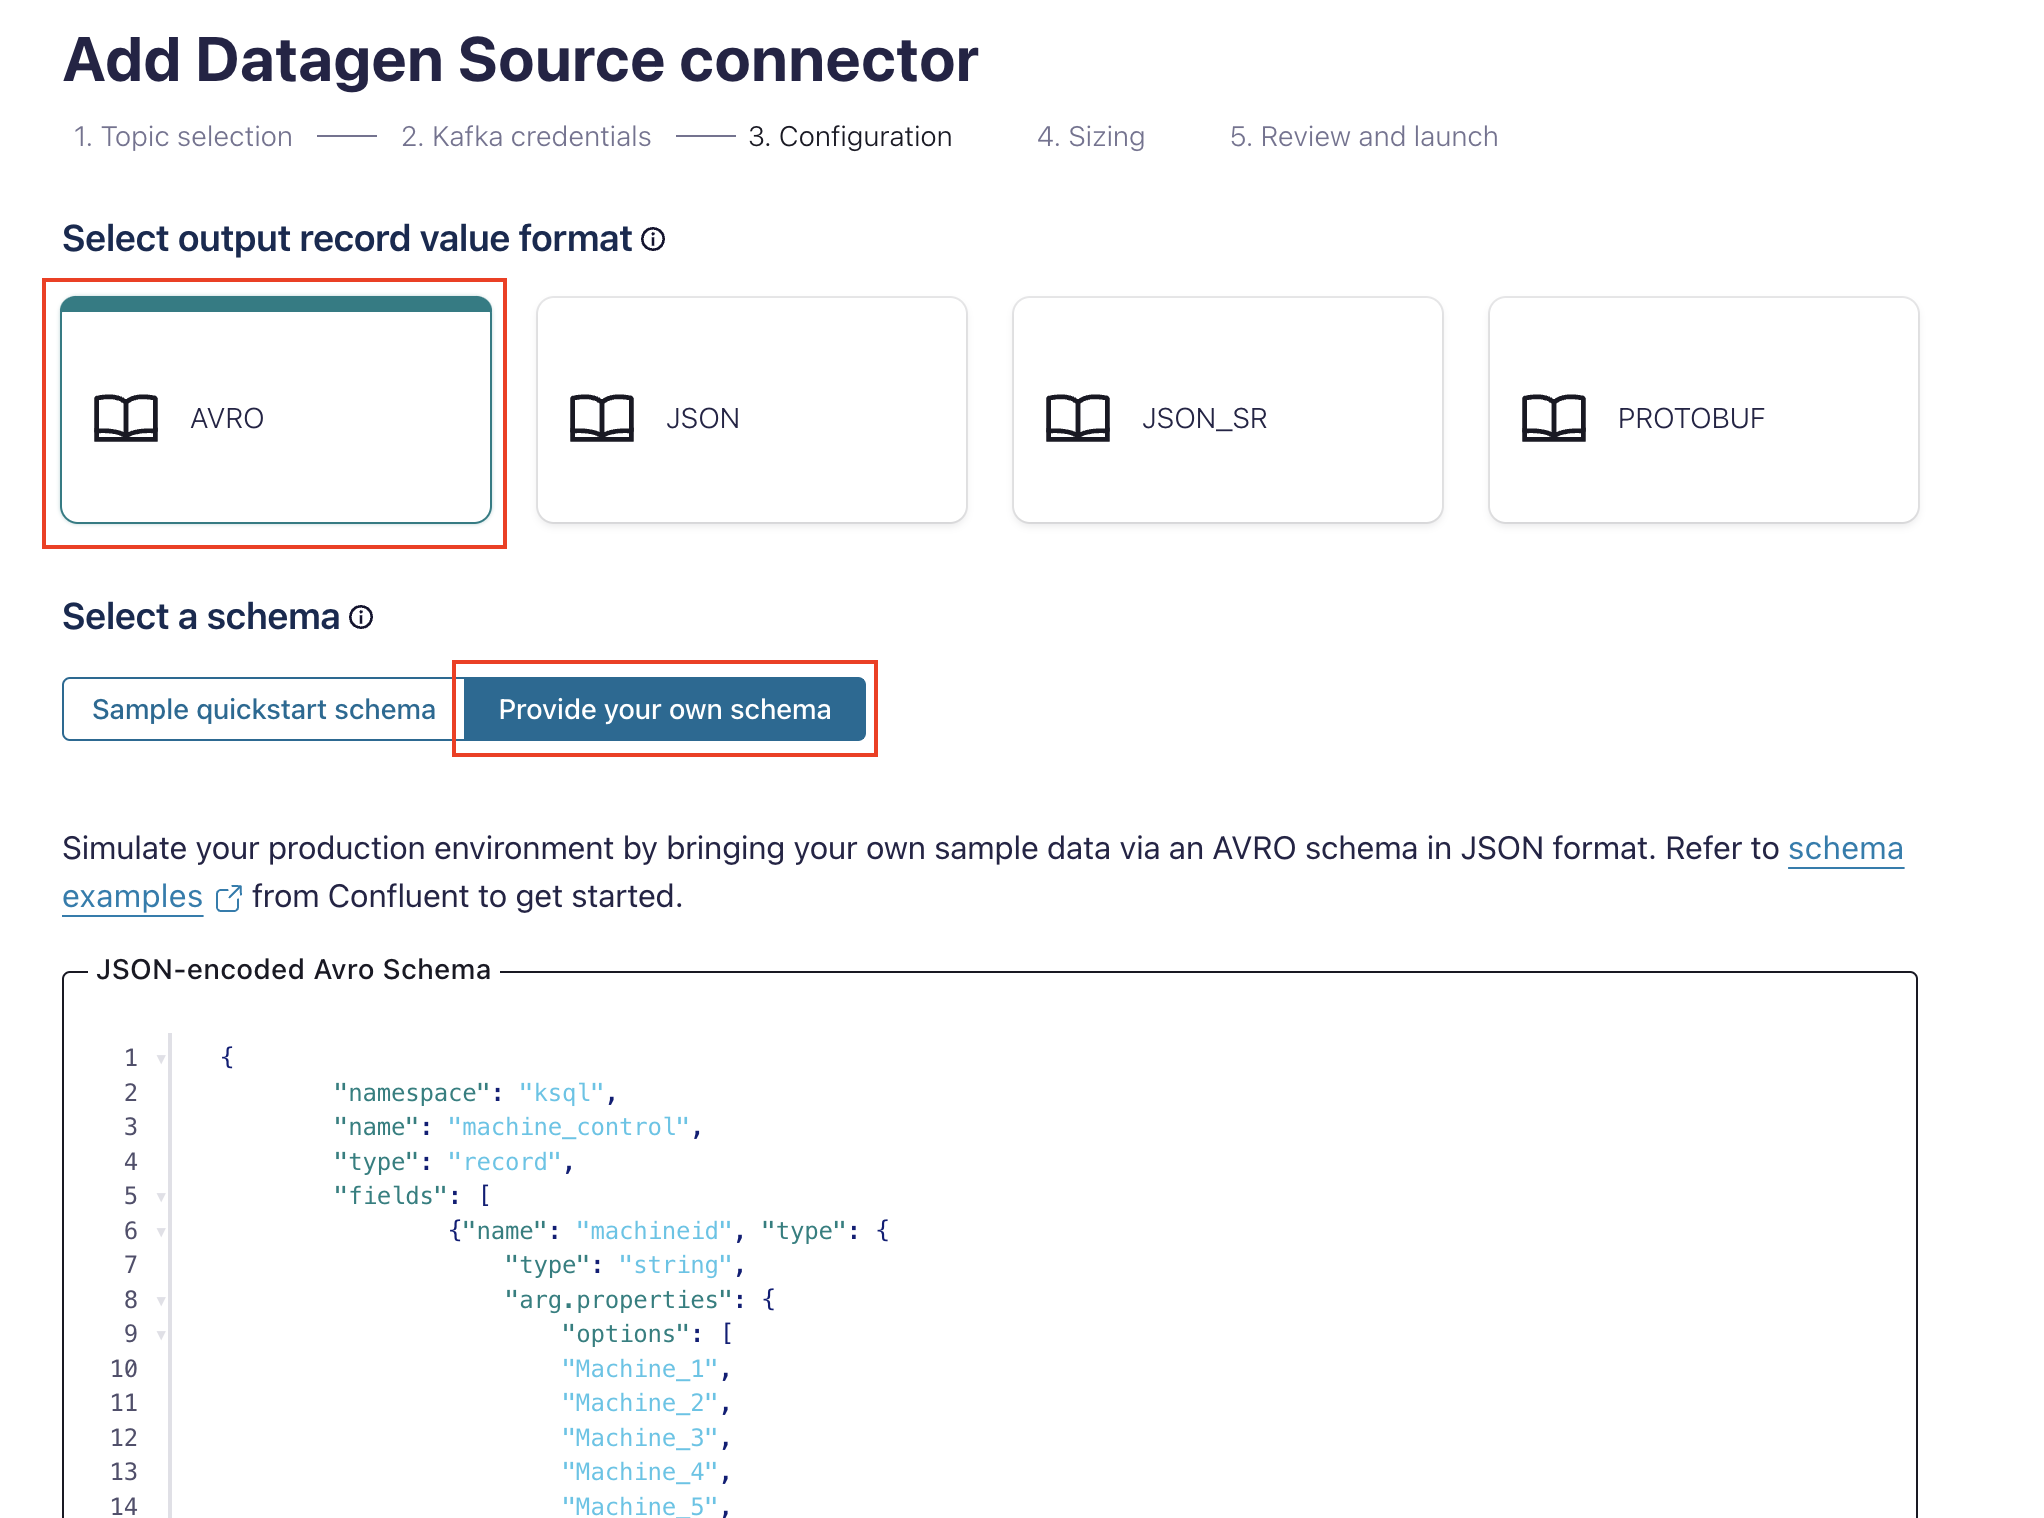 Add Datagen Source connector
1. Topic selection 2. Kafka credentials 3. Configuration 4. Sizing 5. Review and launch
Select output record value format
AVRO JSON JSON_SR PROTOBUF
Select a schema
Sample quickstart schema Provide your own schema
Simulate your production environment by bringing your own sample data via an AVRO schema in JSON format. Refer to schema
examples from Confluent to get started.
JSON-encoded Avro Schema
1 {
2 "namespace": "ksql",
3 "name": "machine_control",
4 "type": "record",
5 "fields": [
6 {"name": "machineid", "type": {
7 "type": "string",
8 "arg.properties": {
9 "options": [
10 "Machine_1",
11 "Machine_2",
12 "Machine_3",
13 "Machine_4",
14 "Machine_5",